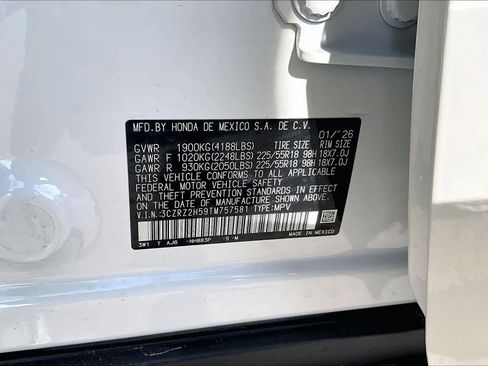 MFD.BY HONDA DE MEXICO S.A. DE C.V. 01/'26
GVWR 1900KG(4188LBS) TIRE SIZE RIM SIZE
GAWR F 1020KG(2248LBS) 225/55R18 98H 18X7.0J
GAWR R 930KG(2050LBS) 225/55R18 98H 18X7.0J
THIS VEHICLE CONFORMS TO ALL APPLICABLE
FEDERAL MOTOR VEHICLE SAFETY
AND THEFT PREVENTION STANDARDS IN EFFECT
ON THE DATE OF MANUFACTURE SHOWN ABOVE.
V.I.N.:3CZRZ2H59TM757581 TYPE:MPV
3W1 T AJ6 -NH883P -S -M
MADE IN
MEXICO